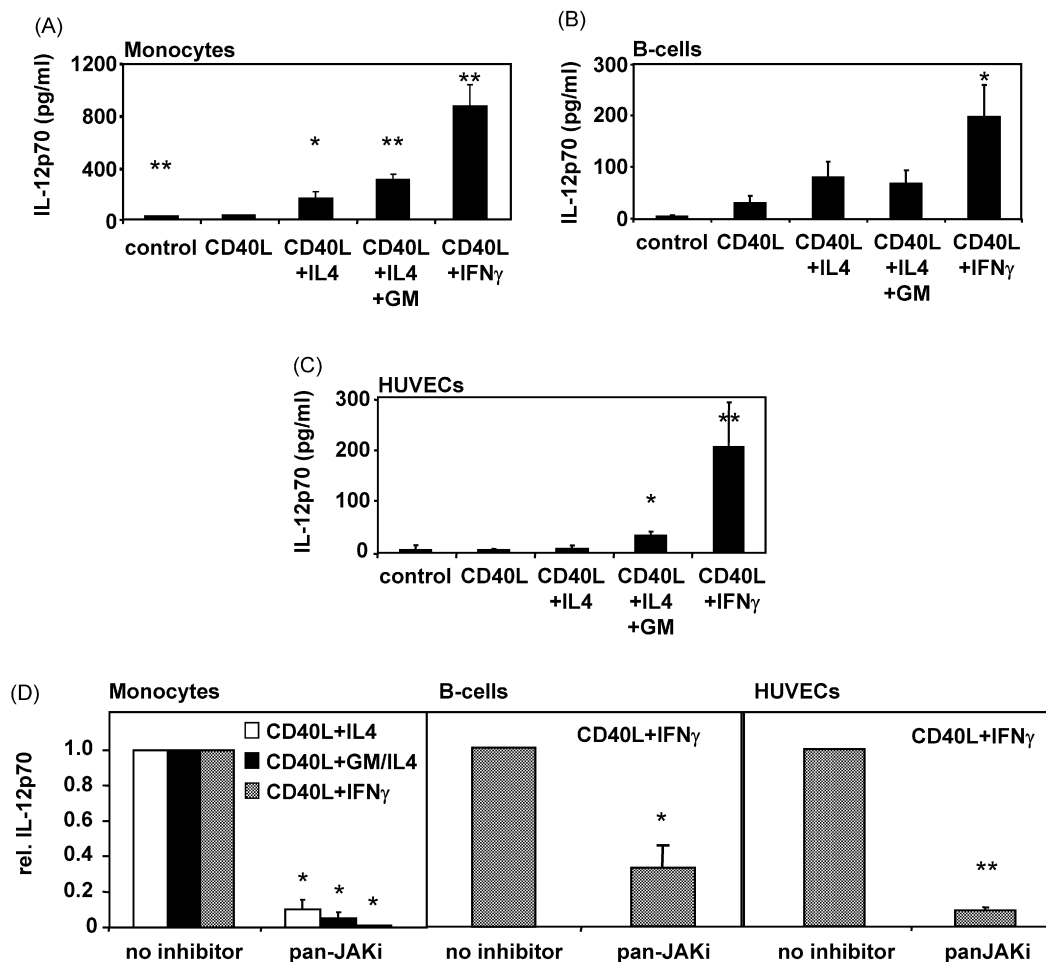 (A)
Monocytes
IL-12p70 (pg/ml)
1200
800
400
0
**
*
**
**
control CD40L CD40L CD40L CD40L
+IL4 +IL4 +IFNγ
+GM
(B)
B-cells
IL-12p70 (pg/ml)
300
200
100
0
*
control CD40L CD40L CD40L CD40L
+IL4 +IL4 +IFNγ
+GM
(C)
HUVECs
IL-12p70 (pg/ml)
300
200
100
0
*
**
control CD40L CD40L CD40L CD40L
+IL4 +IL4 +IFNγ
+GM
(D)
Monocytes
rel. IL-12p70
1.0
0.8
0.6
0.4
0.2
0
CD40L+IL4
CD40L+GM/IL4
CD40L+IFNγ
* * *
no inhibitor pan-JAKi
B-cells
CD40L+IFNγ
*
no inhibitor pan-JAKi
HUVECs
CD40L+IFNγ
**
no inhibitor panJAKi